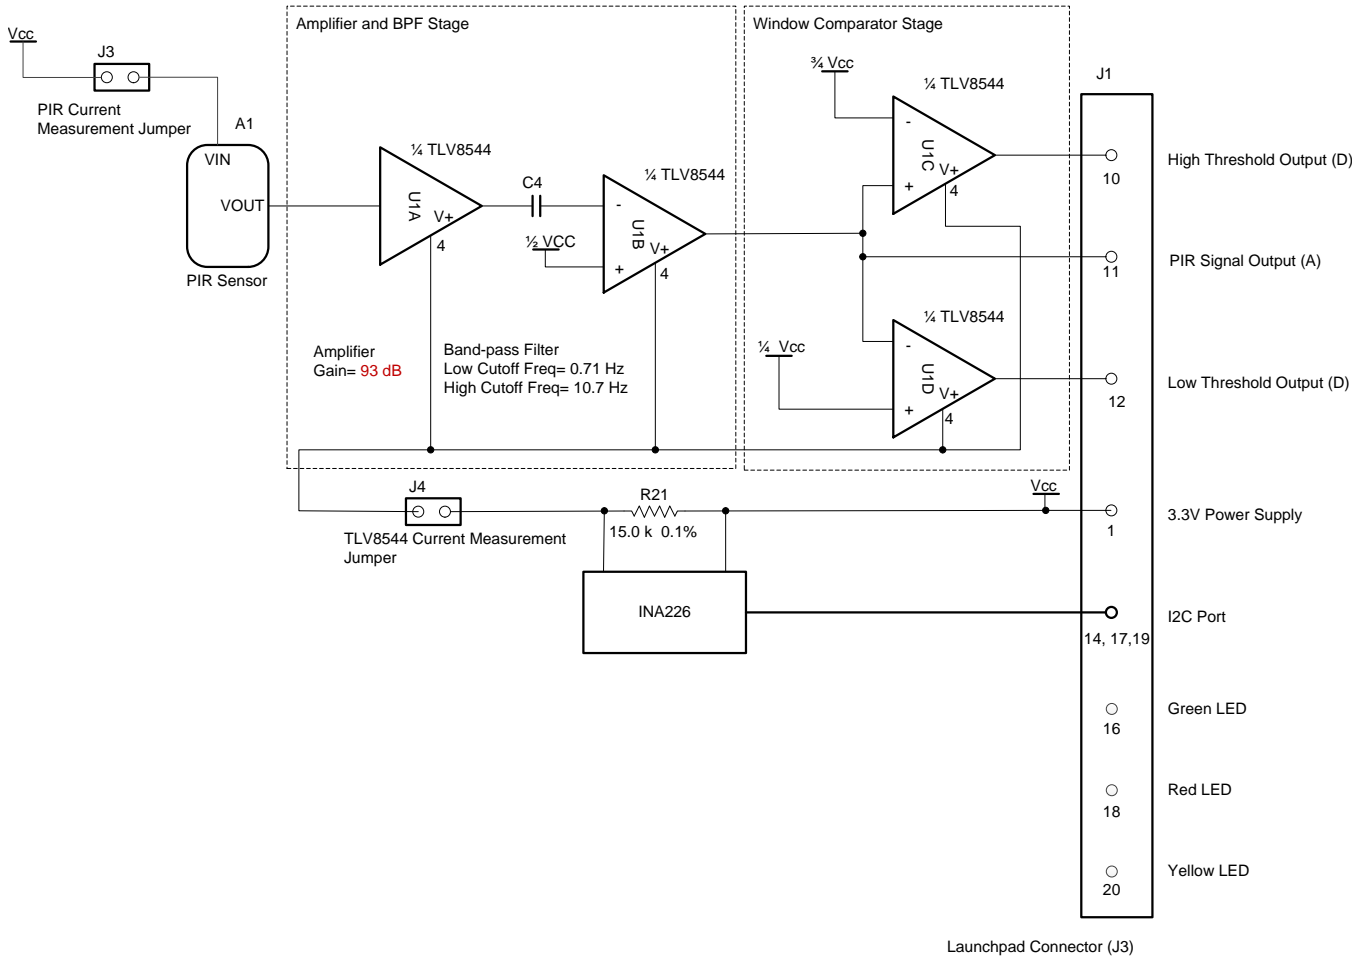 Vcc
J3
PIR Current
Measurement Jumper
A1
VIN
VOUT
PIR Sensor
Amplifier and BPF Stage
¼ TLV8544
U1A
V+
4
C4
¼ TLV8544
-
U1B
V+
½ VCC
+
4
Amplifier
Gain= 93 dB
Band-pass Filter
Low Cutoff Freq= 0.71 Hz
High Cutoff Freq= 10.7 Hz
Window Comparator Stage
¾ Vcc
¼ TLV8544
-
U1C
V+
+
4
¼ TLV8544
¼ Vcc
-
U1D
V+
+
4
J4
TLV8544 Current Measurement
Jumper
R21
15.0 k 0.1%
Vcc
INA226
J1
10
High Threshold Output (D)
11
PIR Signal Output (A)
12
Low Threshold Output (D)
1
3.3V Power Supply
14, 17,19
I2C Port
16
Green LED
18
Red LED
20
Yellow LED
Launchpad Connector (J3)